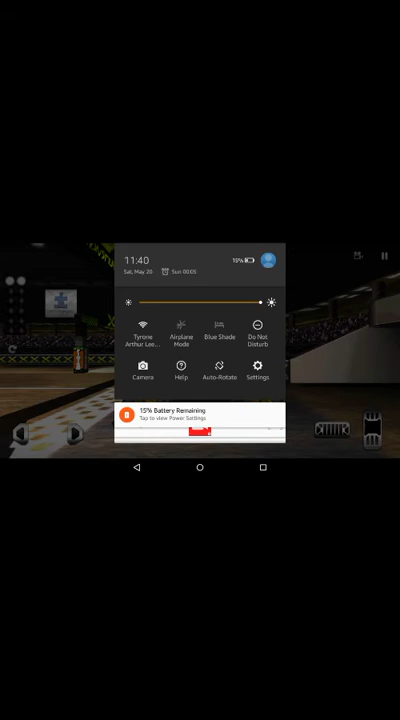 11:40
15%
Sat, May 20 Sun 00:05
Tyrone
Arthur Lee...
Airplane
Mode
Blue Shade
Do Not
Disturb
Camera
Help
Auto-Rotate
Settings
15% Battery Remaining
Tap to view Power Settings